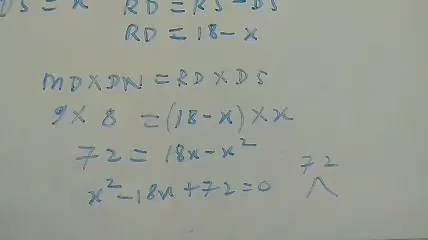 DS = x RD = RS - DS
RD = 18 - x
MD X DN = RD X DS
9 X 8 = (18 - x) X x
72 = 18x - x²
x² - 18x + 72 = 0 72